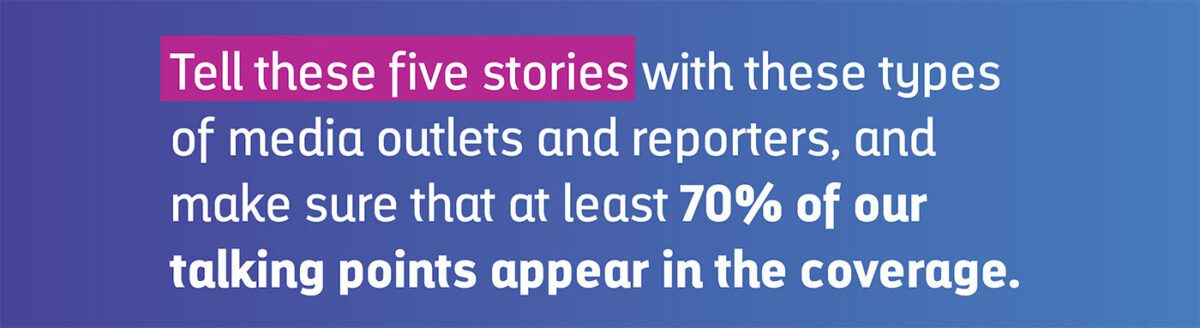 Tell these five stories with these types
of media outlets and reporters, and
make sure that at least 70% of our
talking points appear in the coverage.